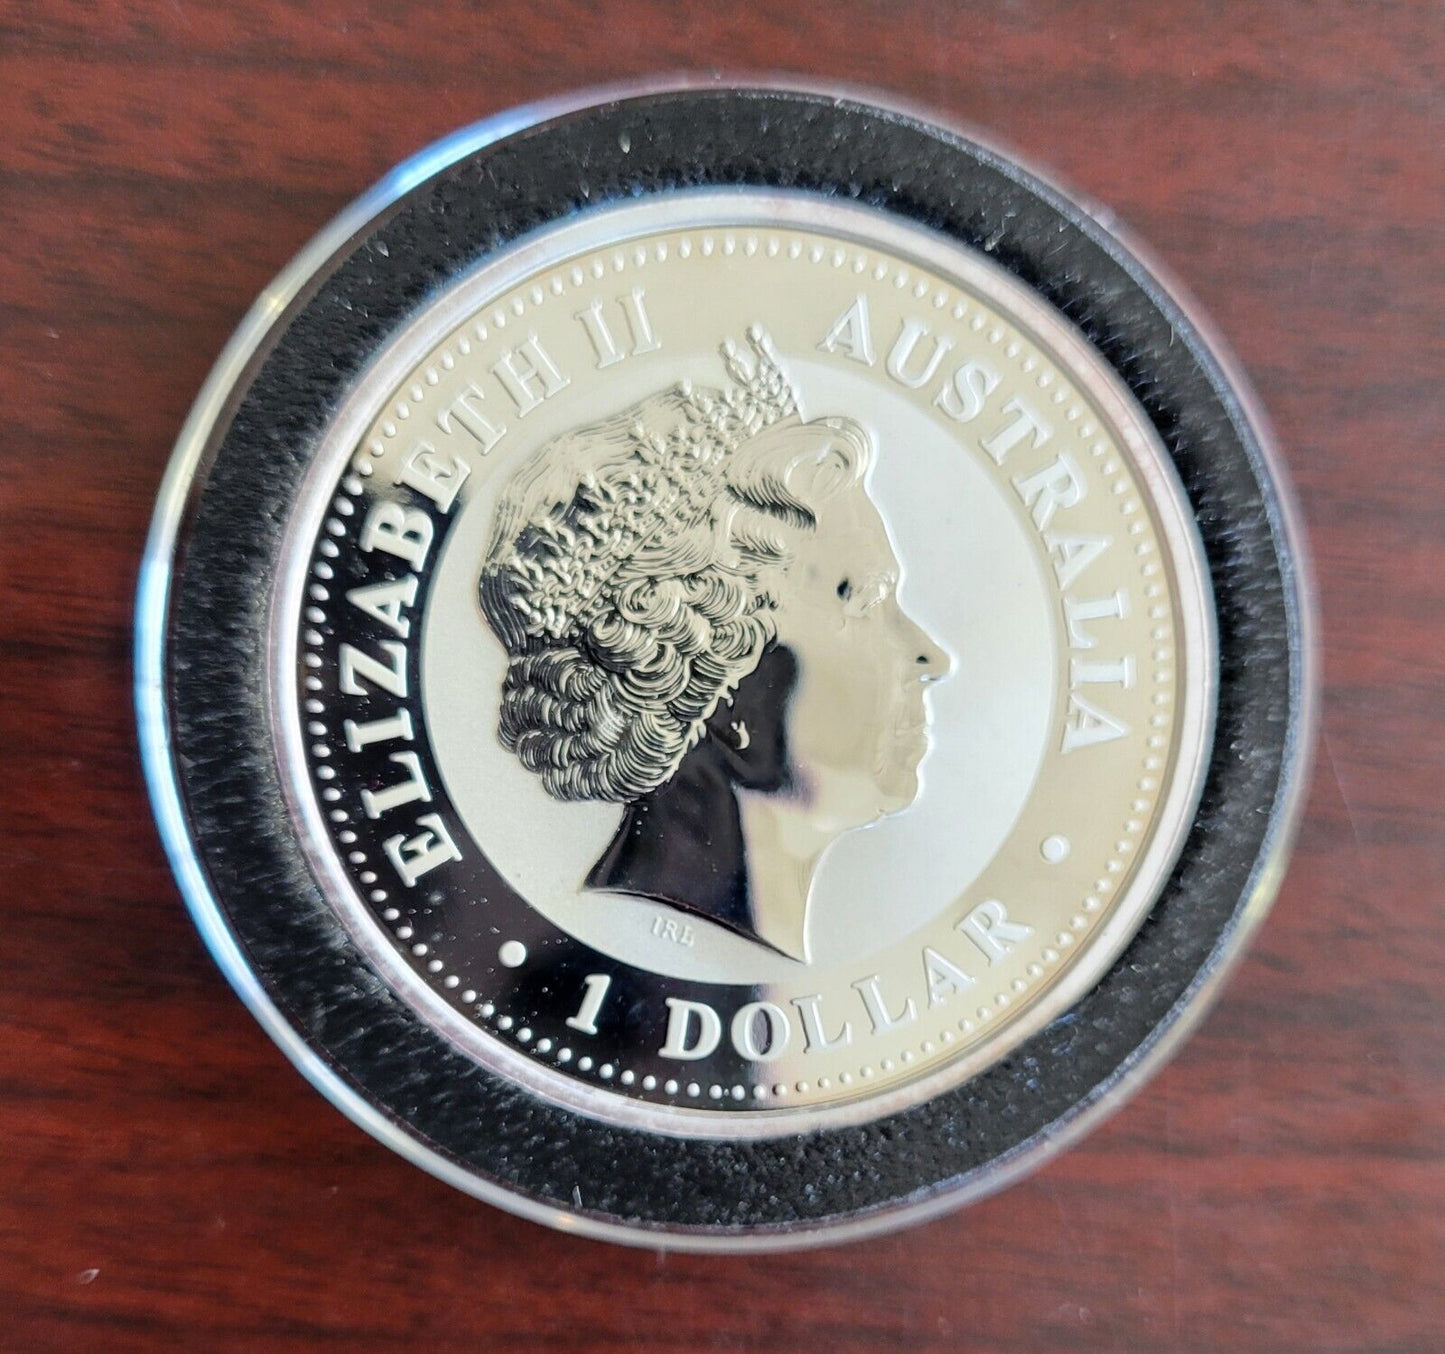 ELIZABETH II
AUSTRALIA
• 1 DOLLAR •
IRB